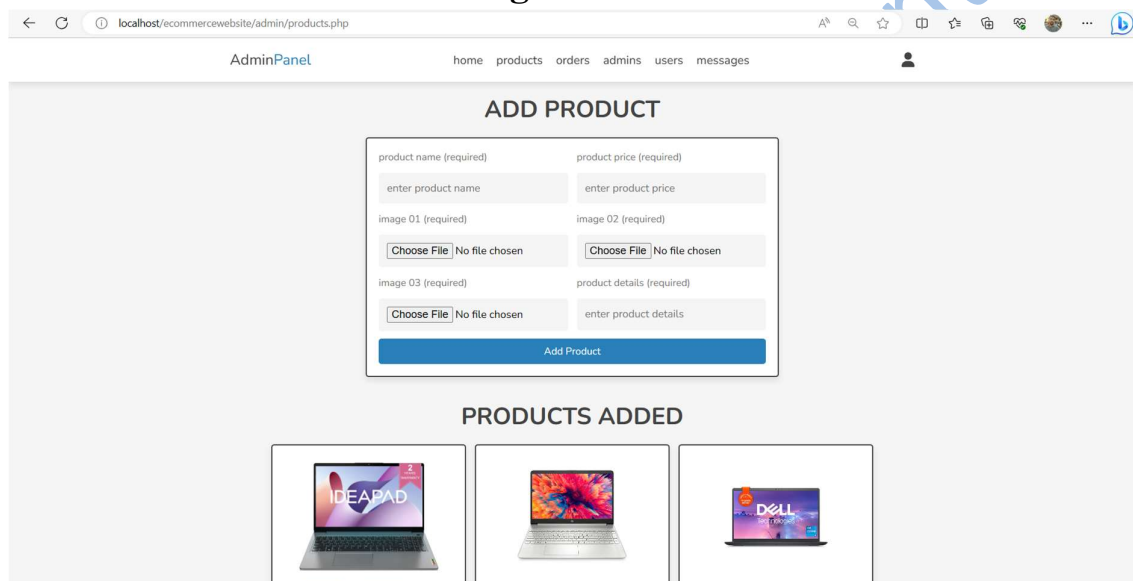 localhost/ecommercewebsite/admin/products.php
AdminPanel home products orders admins users messages
ADD PRODUCT
product name (required) product price (required)
enter product name enter product price
image 01 (required) image 02 (required)
Choose File No file chosen Choose File No file chosen
image 03 (required) product details (required)
Choose File No file chosen enter product details
Add Product
PRODUCTS ADDED
2
IDEAPAD
DELL
Technologies